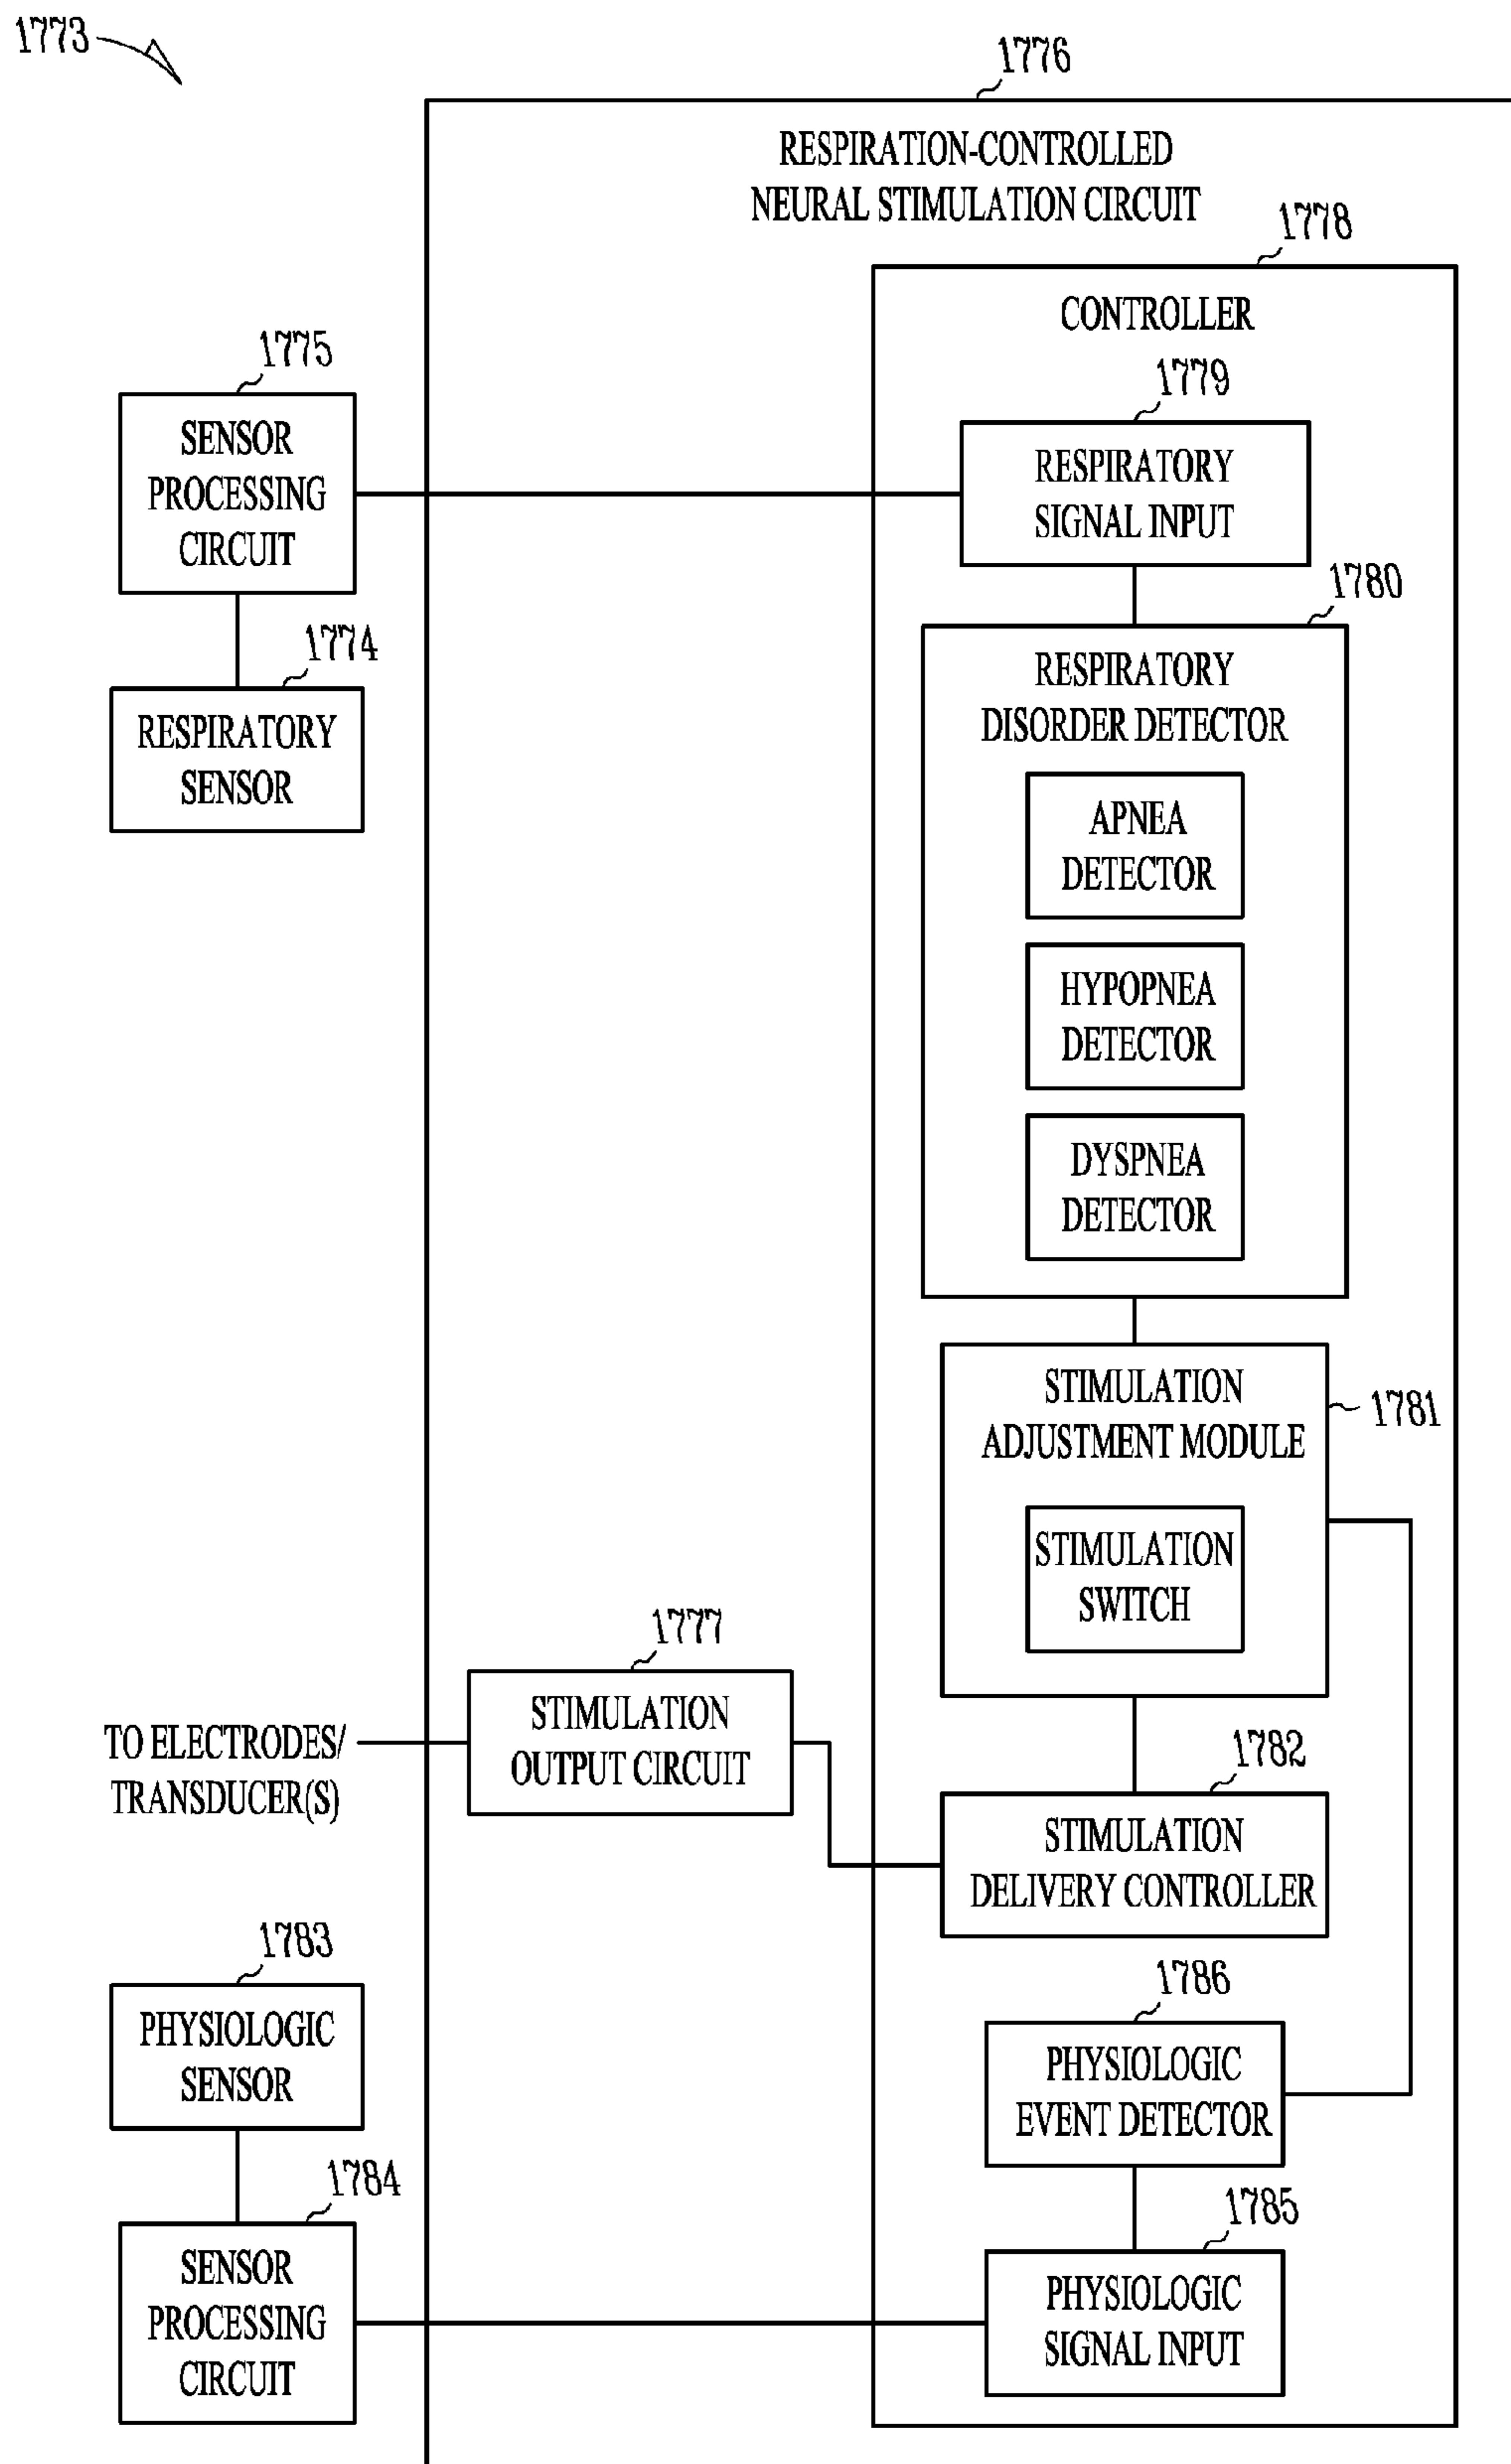 1773
1776
RESPIRATION-CONTROLLED
NEURAL STIMULATION CIRCUIT
1778
CONTROLLER
1775
SENSOR
PROCESSING
CIRCUIT
1779
RESPIRATORY
SIGNAL INPUT
1774
RESPIRATORY
SENSOR
1780
RESPIRATORY
DISORDER DETECTOR
APNEA
DETECTOR
HYPOPNEA
DETECTOR
DYSPNEA
DETECTOR
STIMULATION
ADJUSTMENT MODULE
1781
STIMULATION
SWITCH
1777
STIMULATION
OUTPUT CIRCUIT
TO ELECTRODES/
TRANSDUCER(S)
1782
STIMULATION
DELIVERY CONTROLLER
1783
PHYSIOLOGIC
SENSOR
1786
PHYSIOLOGIC
EVENT DETECTOR
1784
SENSOR
PROCESSING
CIRCUIT
1785
PHYSIOLOGIC
SIGNAL INPUT